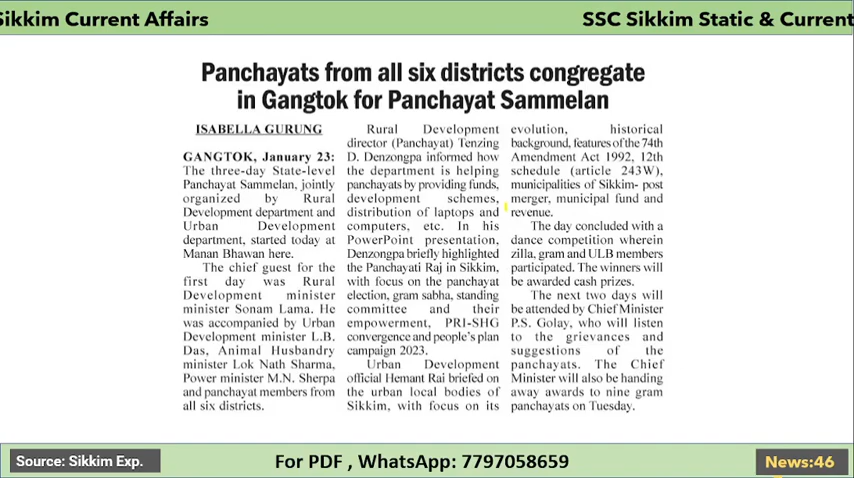 Sikkim Current Affairs
SSC Sikkim Static & Current
Panchayats from all six districts congregate
in Gangtok for Panchayat Sammelan
ISABELLA GURUNG
GANGTOK, January 23:
The three-day State-level
Panchayat Sammelan, jointly
organized by Rural
Development department and
Urban Development
department, started today at
Manan Bhawan here.
The chief guest for the
first day was Rural
Development minister
minister Sonam Lama. He
was accompanied by Urban
Development minister L.B.
Das, Animal Husbandry
minister Lok Nath Sharma,
Power minister M.N. Sherpa
and panchayat members from
all six districts.
Rural Development
director (Panchayat) Tenzing
D. Denzongpa informed how
the department is helping
panchayats by providing funds,
development schemes,
distribution of laptops and
computers, etc. In his
PowerPoint presentation,
Denzongpa briefly highlighted
the Panchayati Raj in Sikkim,
with focus on the panchayat
election, gram sabha, standing
committee and their
empowerment, PRI-SHG
convergence and people's plan
campaign 2023.
Urban Development
official Hemant Rai briefed on
the urban local bodies of
Sikkim, with focus on its
evolution, historical
background, features of the 74th
Amendment Act 1992, 12th
schedule (article 243W),
municipalities of Sikkim- post
merger, municipal fund and
revenue.
The day concluded with a
dance competition wherein
zilla, gram and ULB members
participated. The winners will
be awarded cash prizes.
The next two days will
be attended by Chief Minister
P.S. Golay, who will listen
to the grievances and
suggestions of the
panchayats. The Chief
Minister will also be handing
away awards to nine gram
panchayats on Tuesday.
Source: Sikkim Exp.
For PDF , WhatsApp: 7797058659
News:46